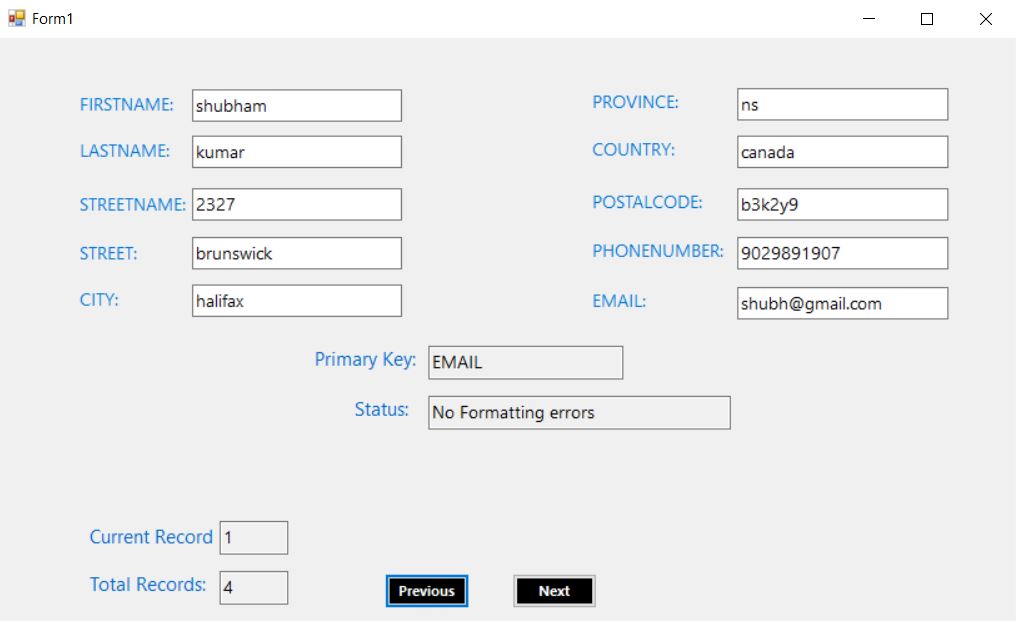 Form1
FIRSTNAME: shubham
PROVINCE: ns
LASTNAME: kumar
COUNTRY: canada
STREETNAME: 2327
POSTALCODE: b3k2y9
STREET: brunswick
PHONENUMBER: 9029891907
CITY: halifax
EMAIL: shubh@gmail.com
Primary Key: EMAIL
Status: No Formatting errors
Current Record 1
Total Records: 4
Previous Next